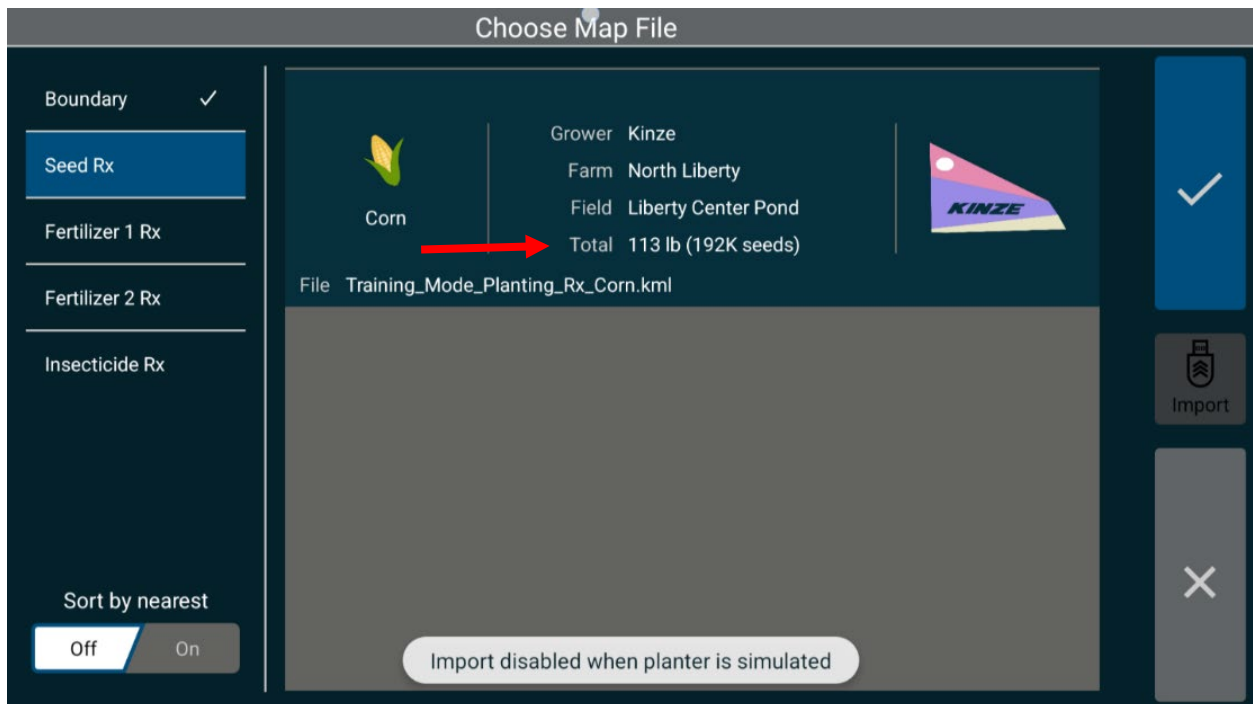 Choose Map File
Boundary
Seed Rx
Fertilizer 1 Rx
Fertilizer 2 Rx
Insecticide Rx
Sort by nearest
Off On
Corn
Grower Kinze
Farm North Liberty
Field Liberty Center Pond
Total 113 lb (192K seeds)
KINZE
File Training_Mode_Planting_Rx_Corn.kml
Import disabled when planter is simulated
Import